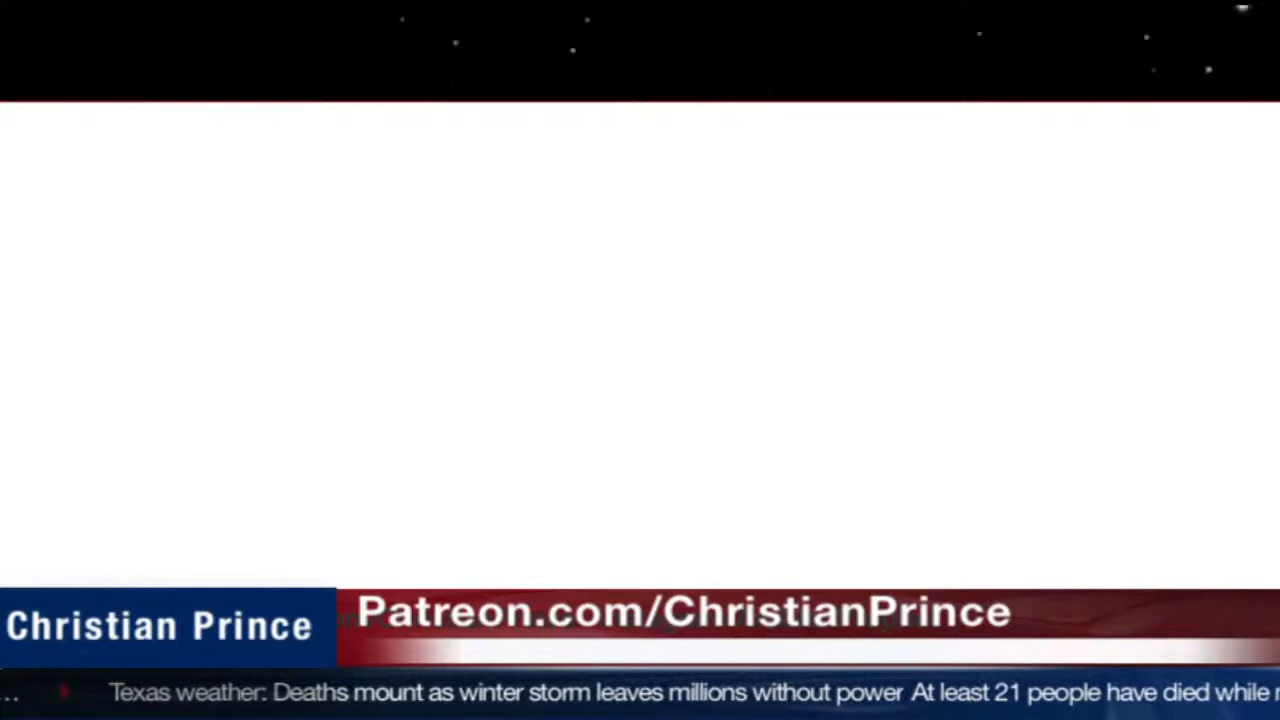 Patreon.com/ChristianPrince
Christian Prince
... Texas weather: Deaths mount as winter storm leaves millions without power At least 21 people have died while